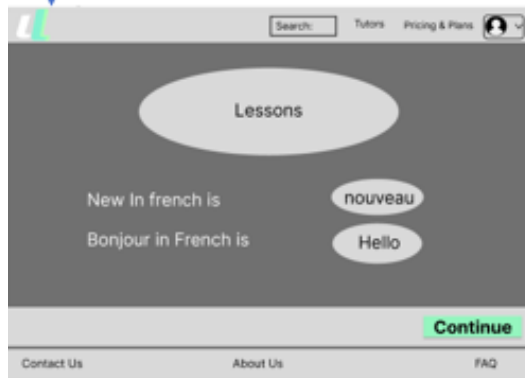 Search: Tutors Pricing & Plans
Lessons
New In french is nouveau
Bonjour in French is Hello
Continue
Contact Us About Us FAQ